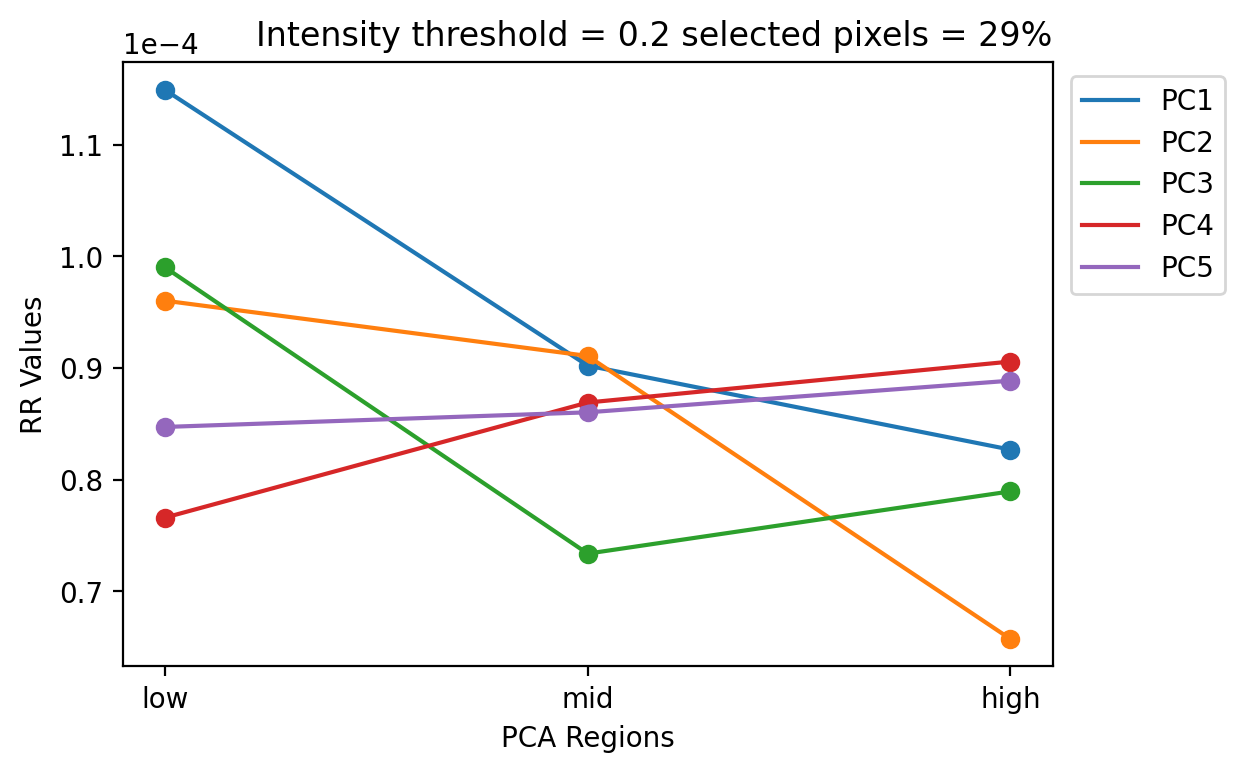 Intensity threshold = 0.2 selected pixels = 29%
1e−4
1.1
1.0
0.9
0.8
0.7
RR Values
low mid high
PCA Regions
PC1
PC2
PC3
PC4
PC5